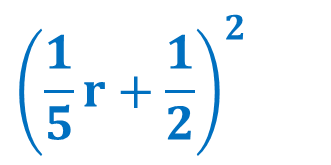 (1/5 r + 1/2)²